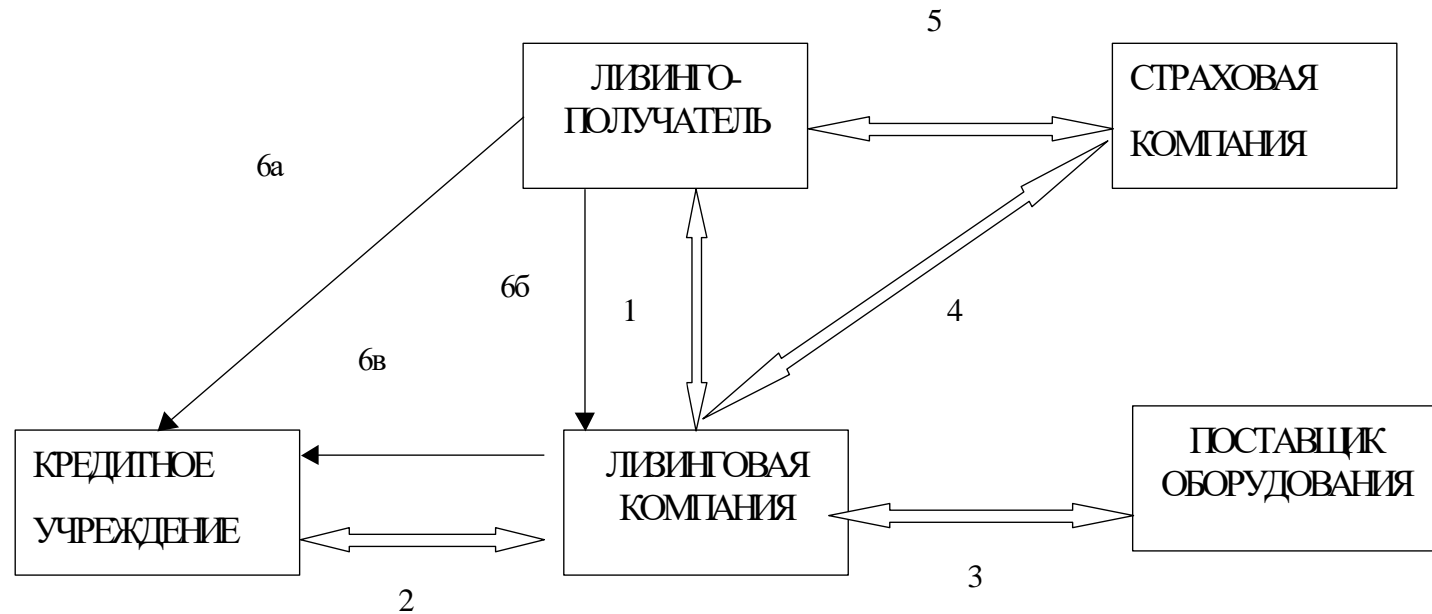 5
ЛИЗИНГО-
ПОЛУЧАТЕЛЬ
СТРАХОВАЯ
КОМПАНИЯ
6а
6б
1
4
6в
КРЕДИТНОЕ
УЧРЕЖДЕНИЕ
ЛИЗИНГОВАЯ
КОМПАНИЯ
ПОСТАВЩИК
ОБОРУДОВАНИЯ
2
3